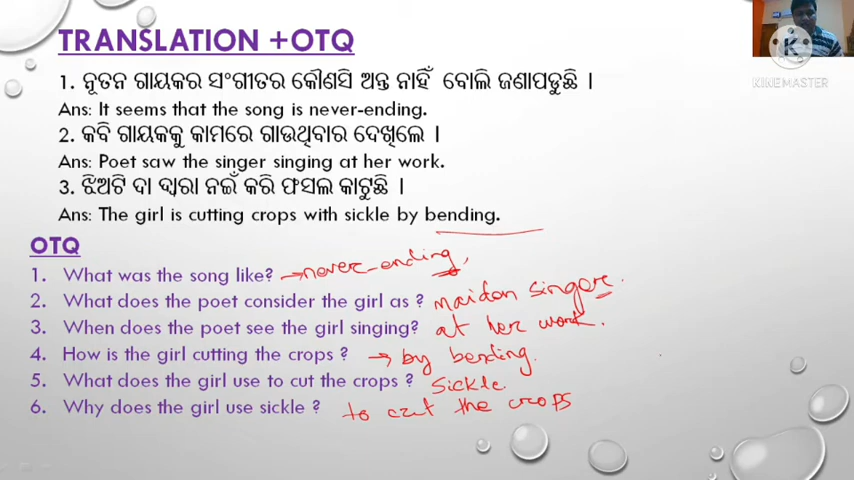 TRANSLATION +OTQ
1. ନୂତନ ଗାୟକର ସଂଗୀତର କୌଣସି ଅନ୍ତ ନାହିଁ ବୋଲି ଜଣାପଡୁଛି ।
Ans: It seems that the song is never-ending.
2. କବି ଗାୟକକୁ କାମରେ ଗାଉଥିବାର ଦେଖିଲେ ।
Ans: Poet saw the singer singing at her work.
3. ଝିଅଟି ଦା ଦ୍ୱାରା ନଇଁ କରି ଫସଲ କାଟୁଛି ।
Ans: The girl is cutting crops with sickle by bending.
OTQ
1. What was the song like? → never-ending,
2. What does the poet consider the girl as ? maiden singer.
3. When does the poet see the girl singing? at her work.
4. How is the girl cutting the crops ? → by bending.
5. What does the girl use to cut the crops ? Sickle.
6. Why does the girl use sickle ? to cut the crops
K
KINEMASTER